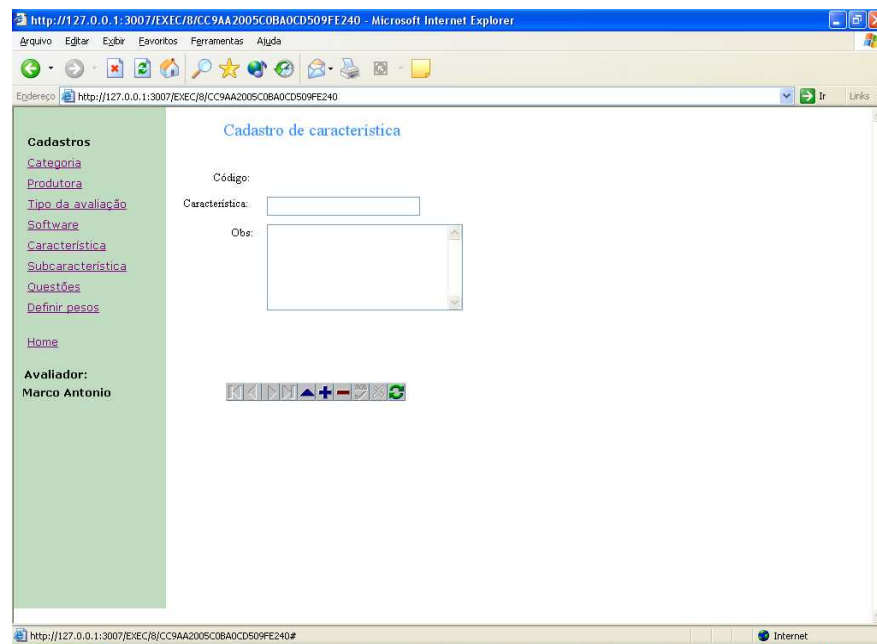 http://127.0.0.1:3007/EXEC/8/CC9AA2005C0BA0CD509FE240 - Microsoft Internet Explorer
Arquivo Editar Exibir Favoritos Ferramentas Ajuda
Endereço http://127.0.0.1:3007/EXEC/8/CC9AA2005C0BA0CD509FE240 Ir Links
Cadastros
Categoria
Produtora
Tipo da avaliação
Software
Característica
Subcaracterística
Questões
Definir pesos
Home
Avaliador:
Marco Antonio
Cadastro de característica
Código:
Característica:
Obs:
http://127.0.0.1:3007/EXEC/8/CC9AA2005C0BA0CD509FE240# Internet